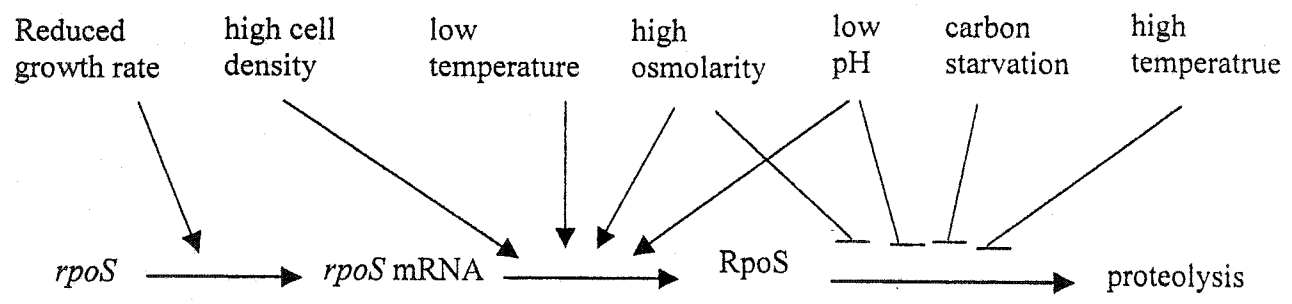 Reduced growth rate
high cell density
low temperature
high osmolarity
low pH
carbon starvation
high temperatrue
rpoS
rpoS mRNA
RpoS
proteolysis